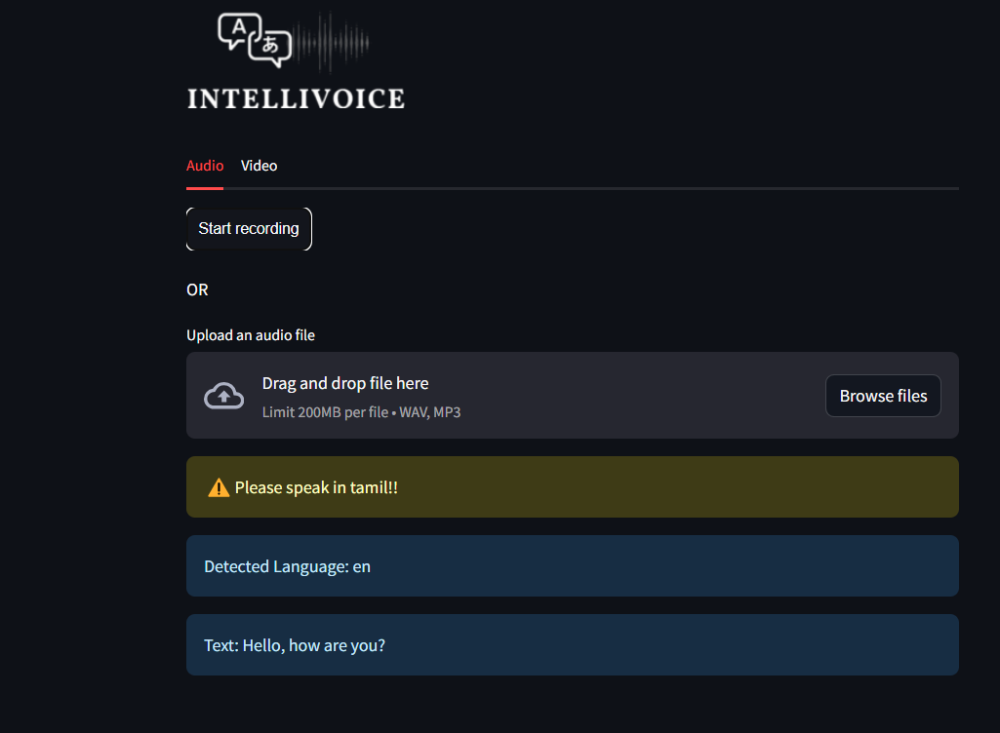 A
あ
INTELLIVOICE
Audio Video
Start recording
OR
Upload an audio file
Drag and drop file here
Limit 200MB per file • WAV, MP3
Browse files
Please speak in tamil!!
Detected Language: en
Text: Hello, how are you?